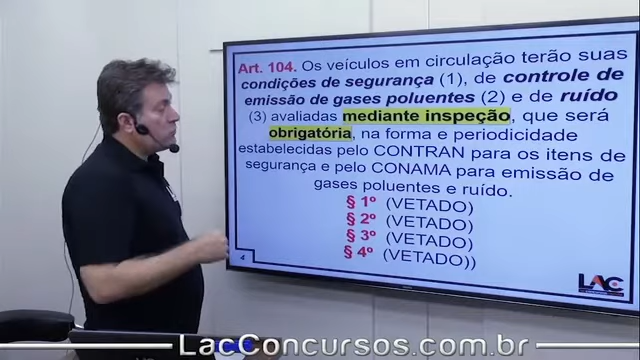 Art. 104. Os veículos em circulação terão suas
condições de segurança (1), de controle de
emissão de gases poluentes (2) e de ruído
(3) avaliadas mediante inspeção, que será
obrigatória, na forma e periodicidade
estabelecidas pelo CONTRAN para os itens de
segurança e pelo CONAMA para emissão de
gases poluentes e ruído.
§ 1º (VETADO)
§ 2º (VETADO)
§ 3º (VETADO)
§ 4º (VETADO))
4
LAC
LacConcursos.com.br